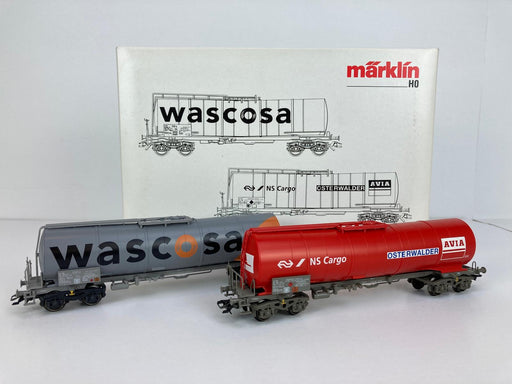 märklin
H0
wascosa
NS Cargo
OSTERWALDER
AVIA
wascosa
NS Cargo
OSTERWALDER
AVIA